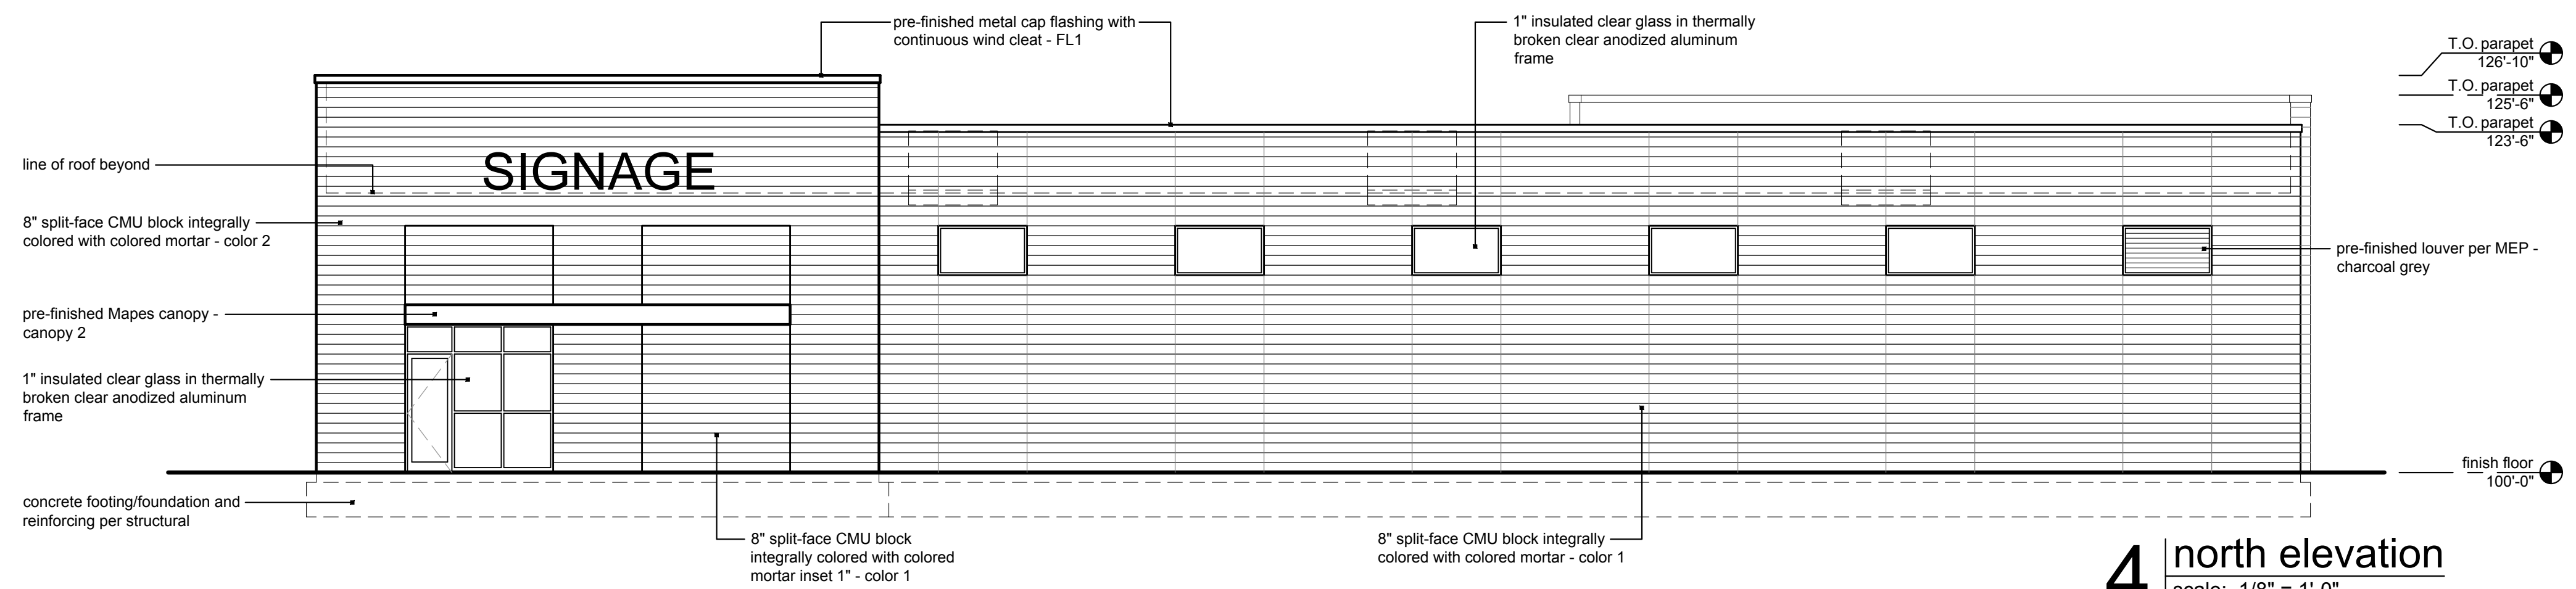 pre-finished metal cap flashing with
continuous wind cleat - FL1
1" insulated clear glass in thermally
broken clear anodized aluminum
frame
T.O. parapet
126'-10"
T.O. parapet
125'-6"
T.O. parapet
123'-6"
line of roof beyond
SIGNAGE
8" split-face CMU block integrally
colored with colored mortar - color 2
pre-finished louver per MEP -
charcoal grey
pre-finished Mapes canopy -
canopy 2
1" insulated clear glass in thermally
broken clear anodized aluminum
frame
finish floor
100'-0"
concrete footing/foundation and
reinforcing per structural
8" split-face CMU block
integrally colored with colored
mortar inset 1" - color 1
8" split-face CMU block integrally
colored with colored mortar - color 1
4
north elevation
scale: 1/8" = 1'-0"